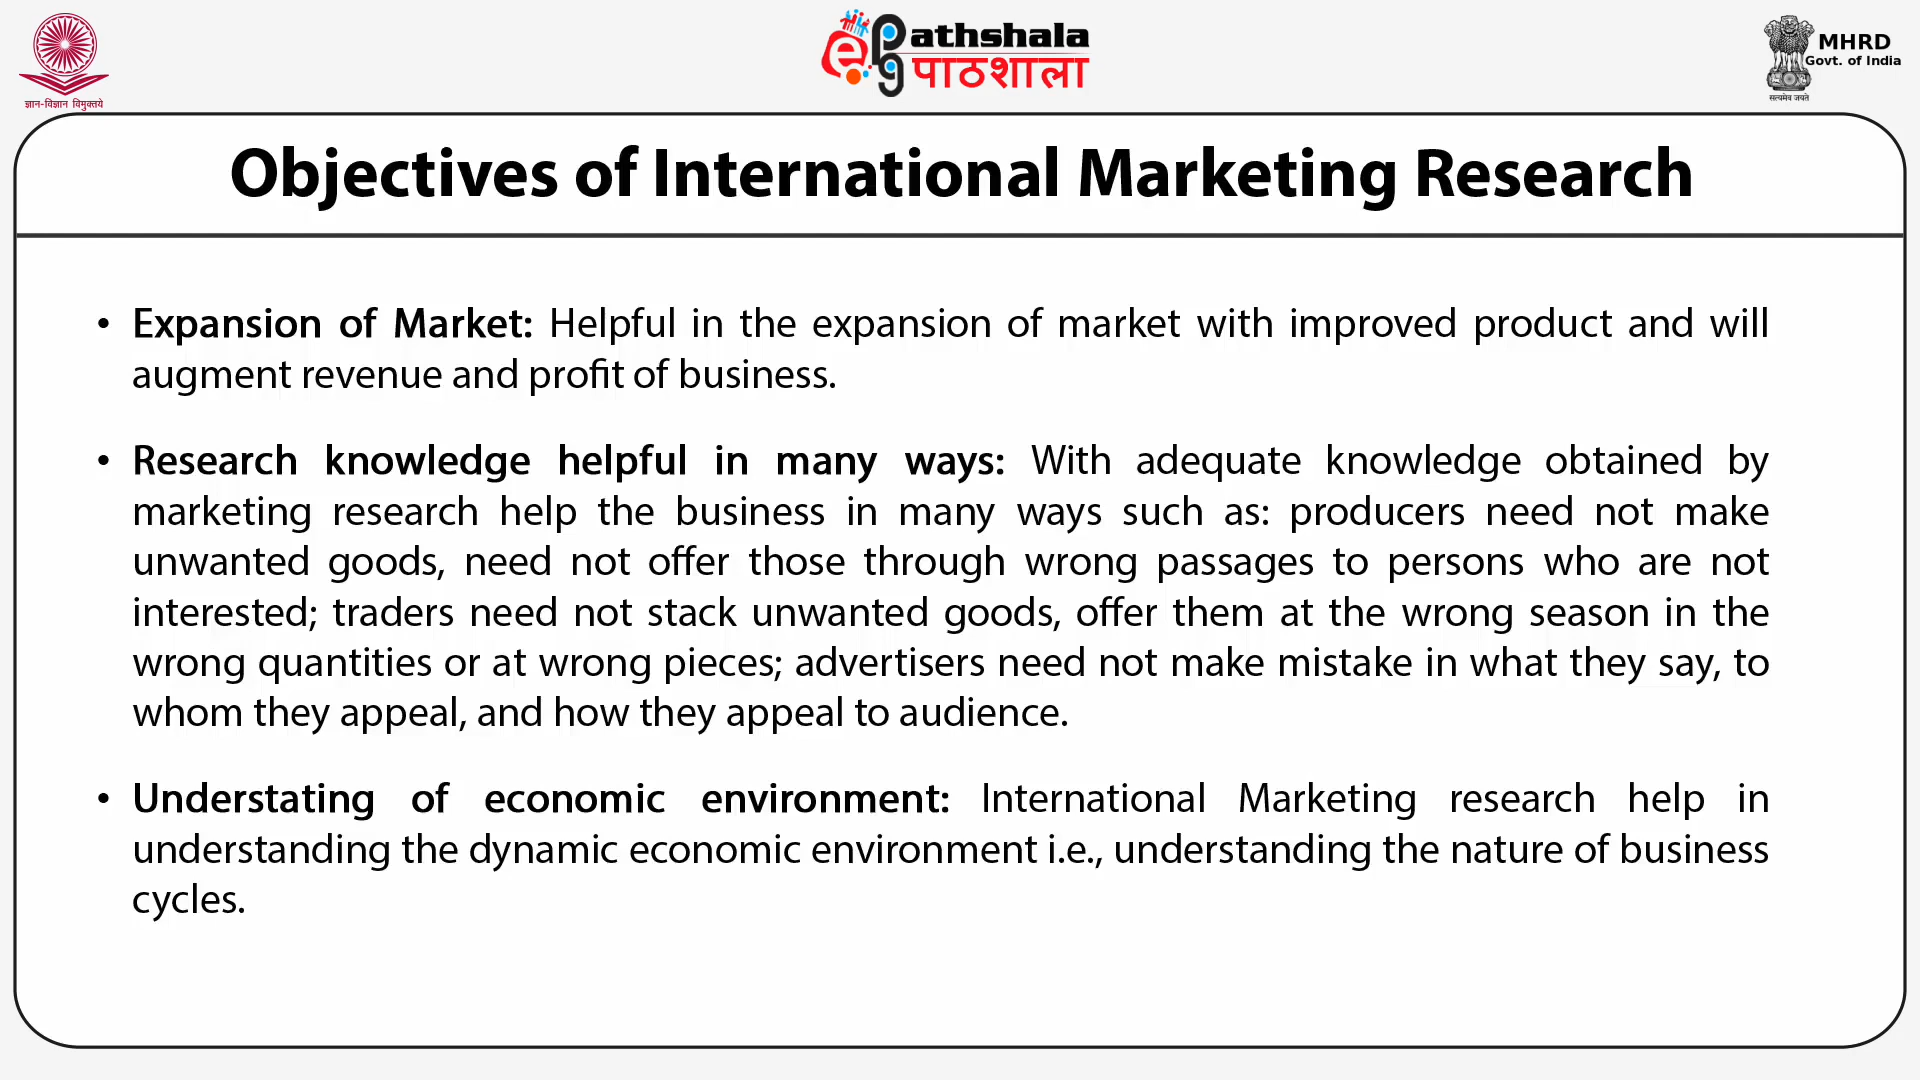 ज्ञान-विज्ञान विमुक्तये
ePathshala
पाठशाला
MHRD
Govt. of India
सत्यमेव जयते
Objectives of International Marketing Research
• Expansion of Market: Helpful in the expansion of market with improved product and will
augment revenue and profit of business.
• Research knowledge helpful in many ways: With adequate knowledge obtained by
marketing research help the business in many ways such as: producers need not make
unwanted goods, need not offer those through wrong passages to persons who are not
interested; traders need not stack unwanted goods, offer them at the wrong season in the
wrong quantities or at wrong pieces; advertisers need not make mistake in what they say, to
whom they appeal, and how they appeal to audience.
• Understating of economic environment: International Marketing research help in
understanding the dynamic economic environment i.e., understanding the nature of business
cycles.